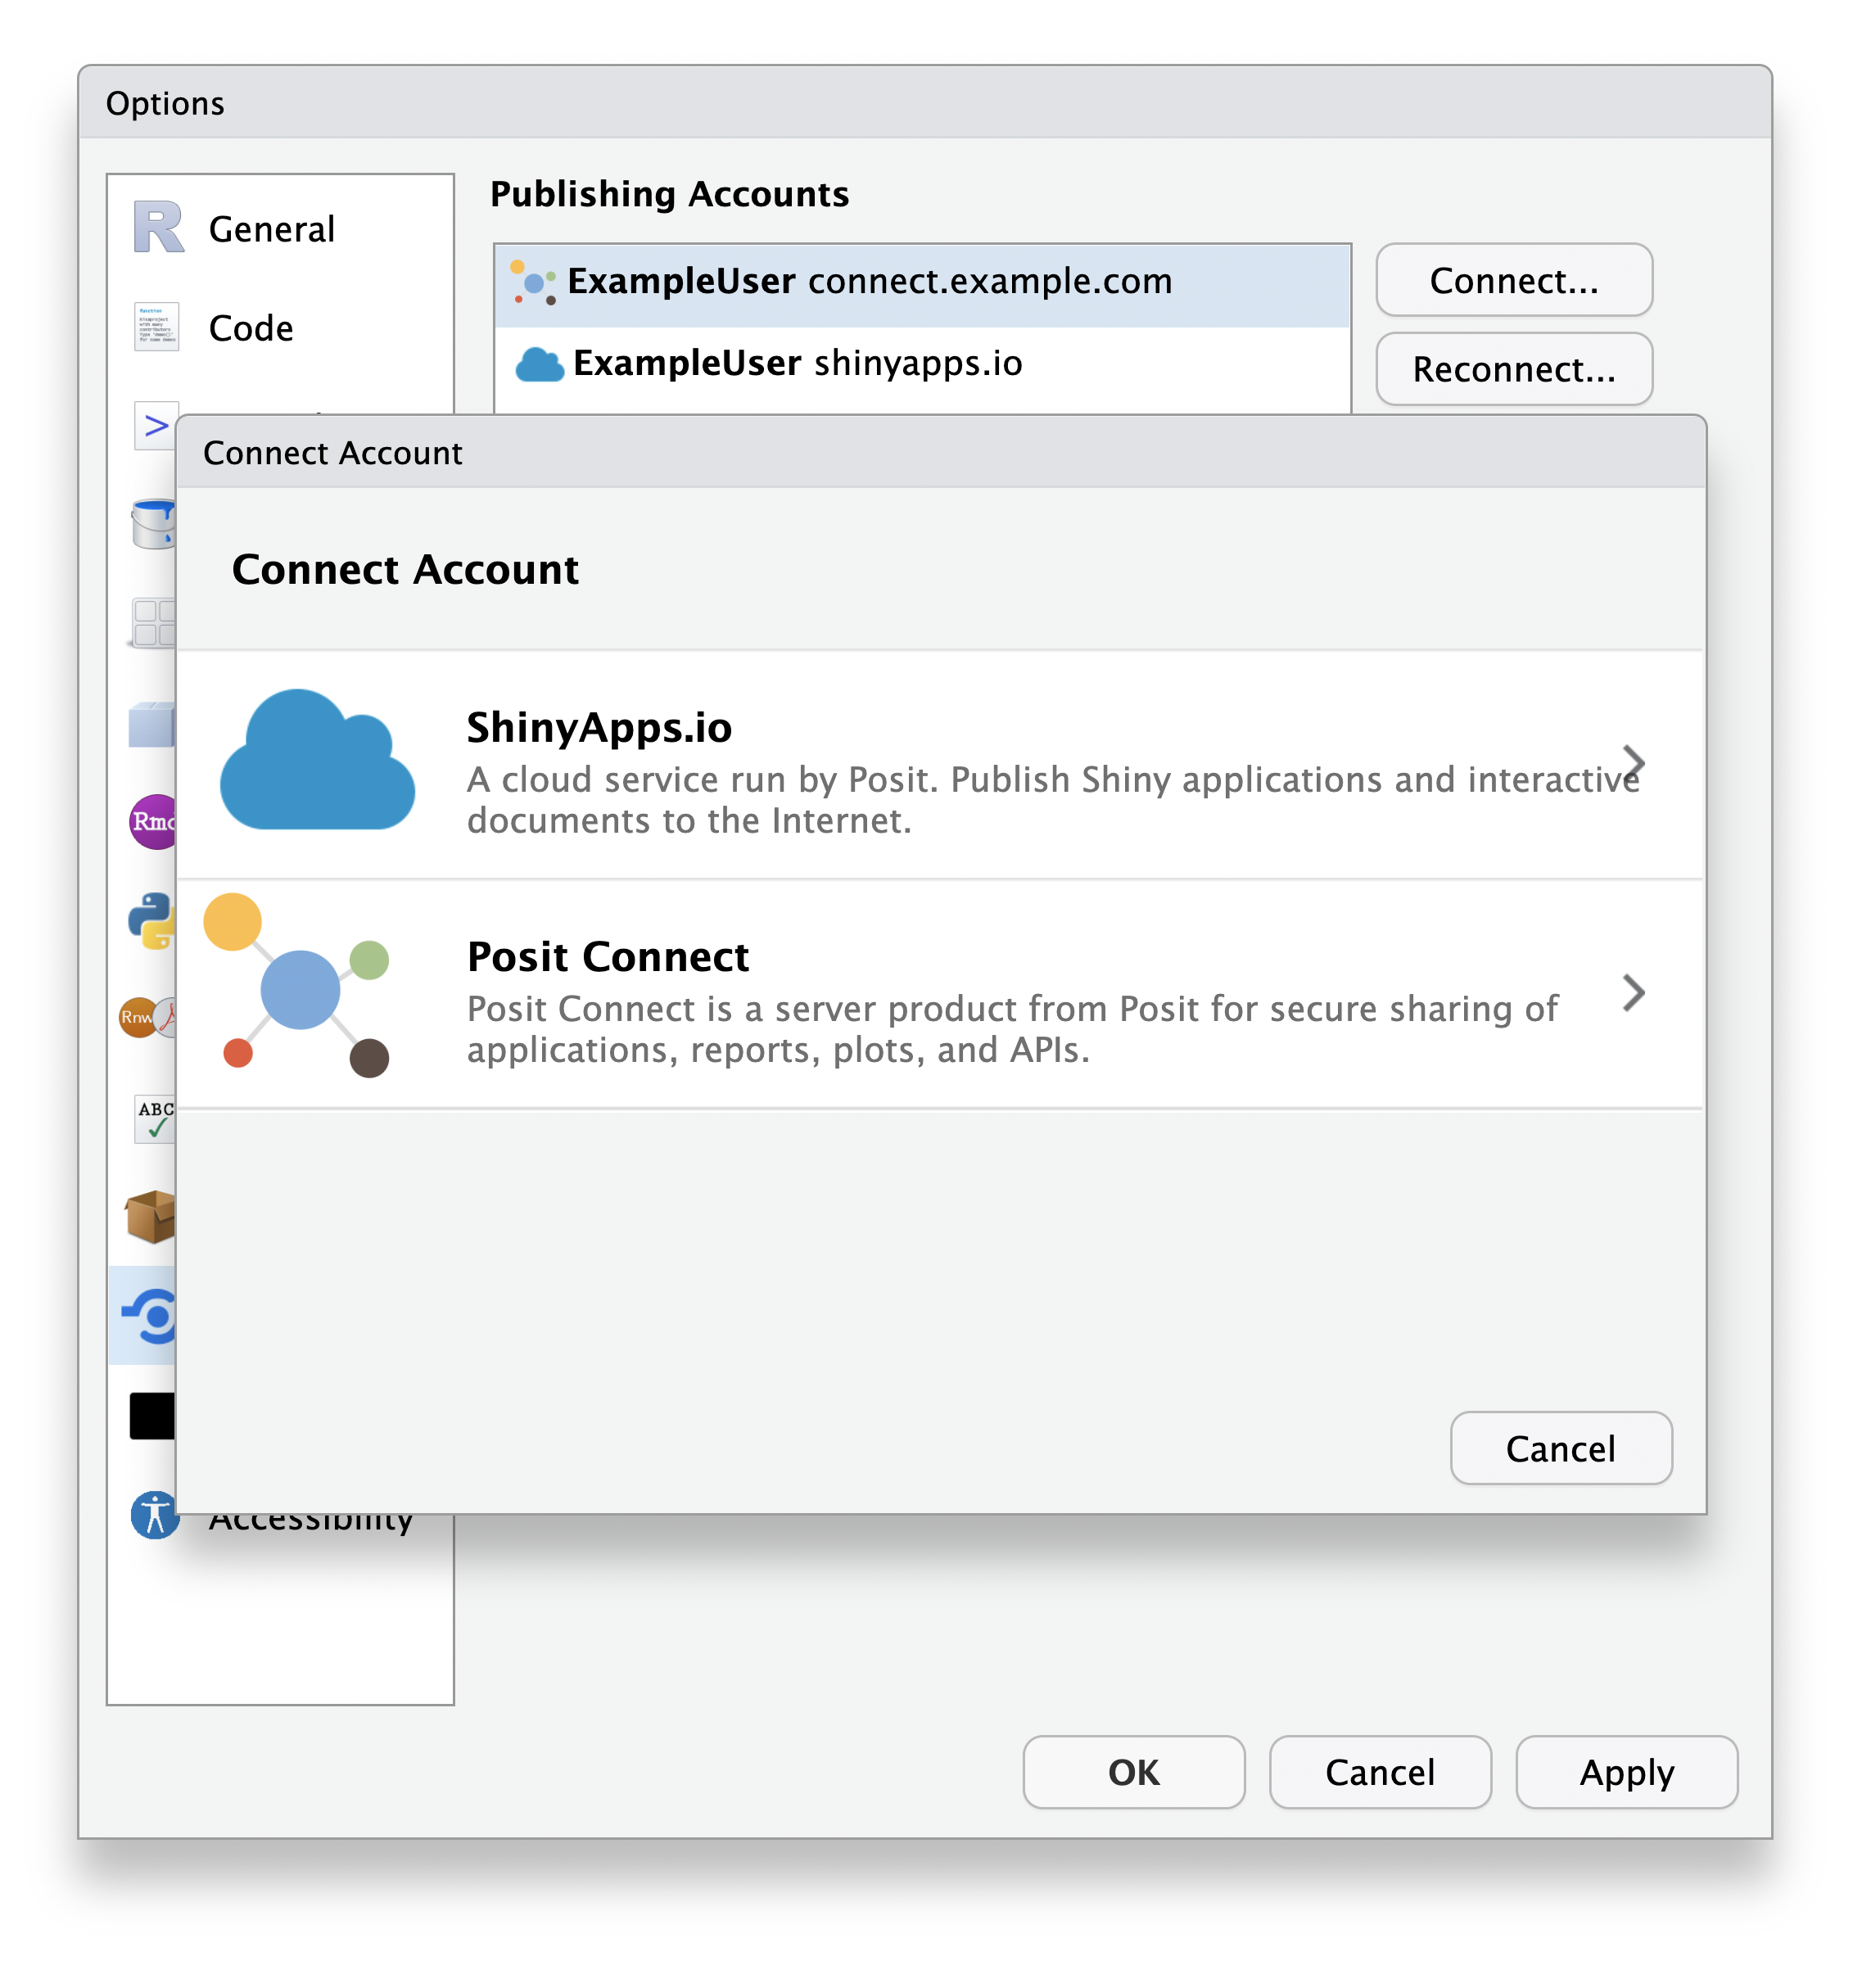 Options
General
Code
Publishing Accounts
ExampleUser connect.example.com
ExampleUser shinyapps.io
Connect...
Reconnect...
>
Connect Account
Connect Account
ShinyApps.io
A cloud service run by Posit. Publish Shiny applications and interactive
documents to the Internet.
Posit Connect
Posit Connect is a server product from Posit for secure sharing of
applications, reports, plots, and APIs.
Cancel
Rnw
ABC
Accessibility
OK
Cancel
Apply